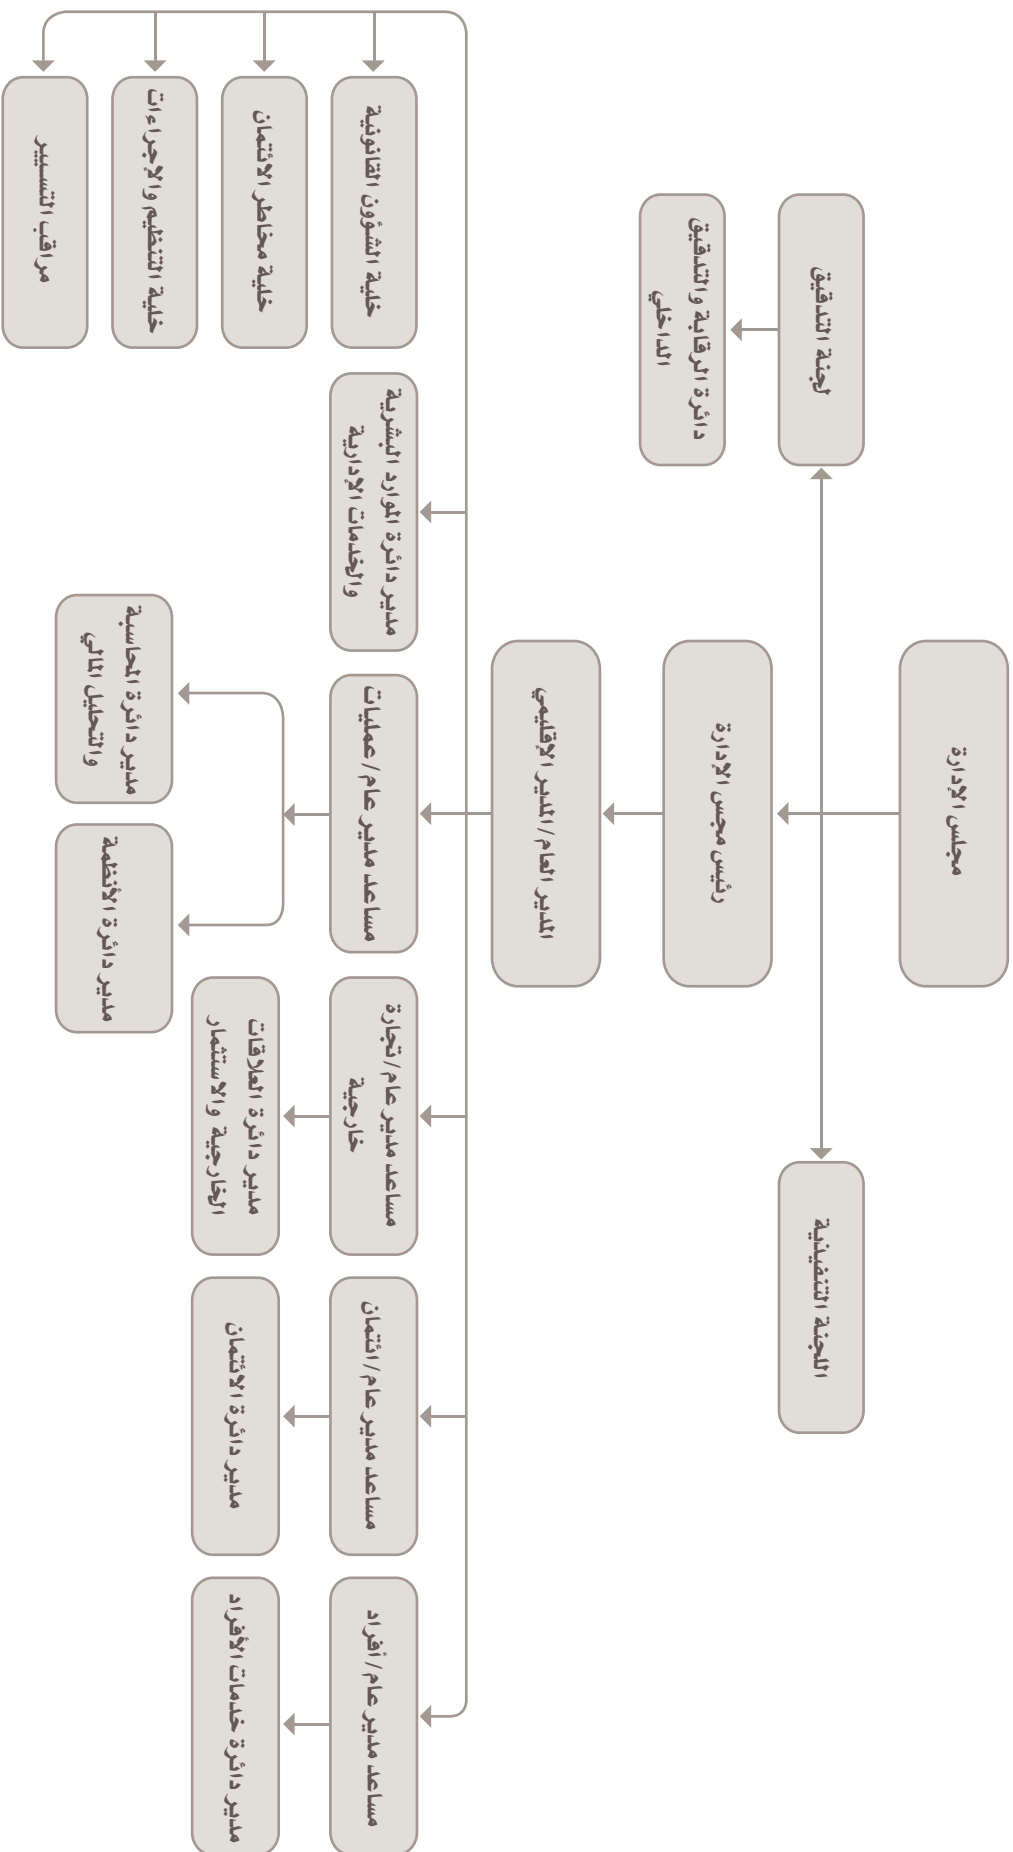 مجلس الإدارة
اللجنة التنفيذية
لجنة التدقيق
دائرة الرقابة والتدقيق
الداخلي
رئيس مجس الإدارة
المدير العام/المدير الاقليمي
مساعد مدير عام/أفراد
مدير دائرة خدمات الأفراد
مساعد مدير عام/ائتمان
مدير دائرة الائتمان
مساعد مدير عام/تجارة
خارجية
مدير دائرة العلاقات
الخارجية والاستثمار
مساعد مدير عام/عمليات
مدير دائرة الأنظمة
مدير دائرة المحاسبة
والتحليل المالي
مدير دائرة الموارد البشرية
والخدمات الإدارية
خلية الشؤون القانونية
خلية مخاطر الائتمان
خلية التنظيم والإجراءات
مراقب التسيير